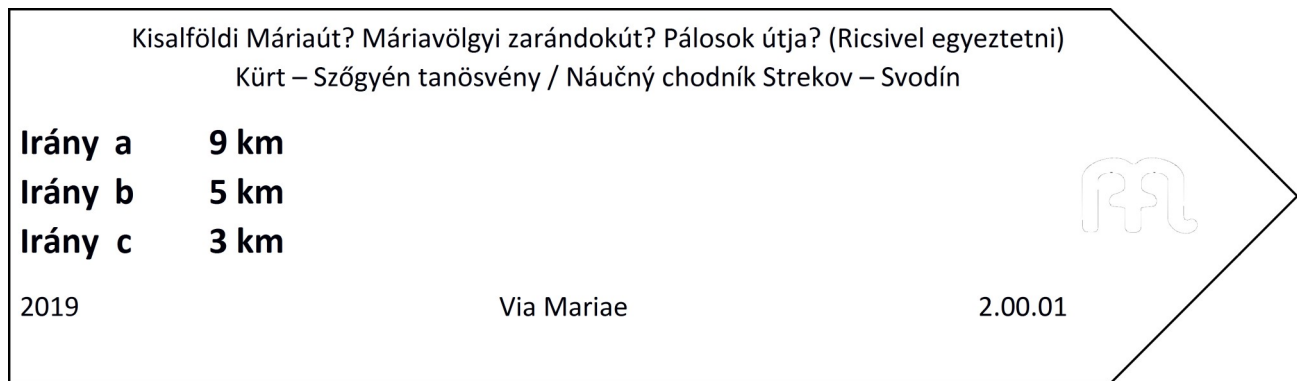 Kisalföldi Máriaút? Máriavölgyi zarándokút? Pálosok útja? (Ricsivel egyeztetni)
Kürt – Szőgyén tanösvény / Náučný chodník Strekov – Svodín
Irány a 9 km
Irány b 5 km
Irány c 3 km
2019 Via Mariae 2.00.01